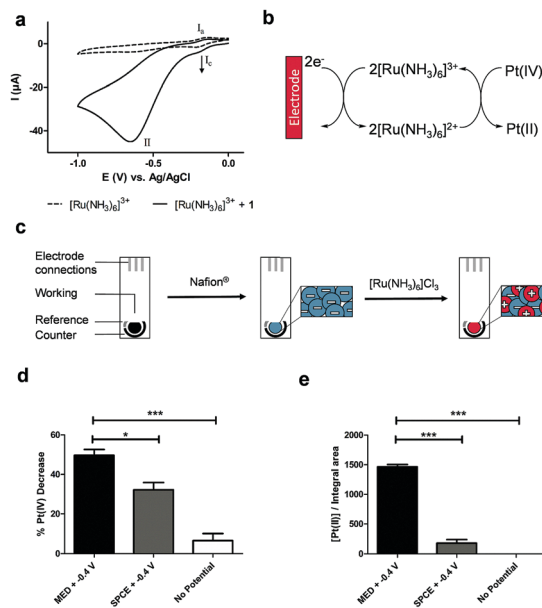 a
I (µA)
0
-20
-40
Ia
Ic
II
-1.0 -0.5 0.0
E (V) vs. Ag/AgCl
[Ru(NH3)6]3+ [Ru(NH3)6]3+ + 1
b
Electrode
2e-
2[Ru(NH3)6]3+
Pt(IV)
2[Ru(NH3)6]2+
Pt(II)
c
Electrode
connections
Working
Reference
Counter
Nafion®
[Ru(NH3)6]Cl3
d
% Pt(IV) Decrease
60
40
20
0
***
*
MED + -0.4 V
SPCE + -0.4 V
No Potential
e
[Pt(II)] / Integral area
2000
1500
1000
500
0
***
***
MED + -0.4 V
SPCE + -0.4 V
No Potential